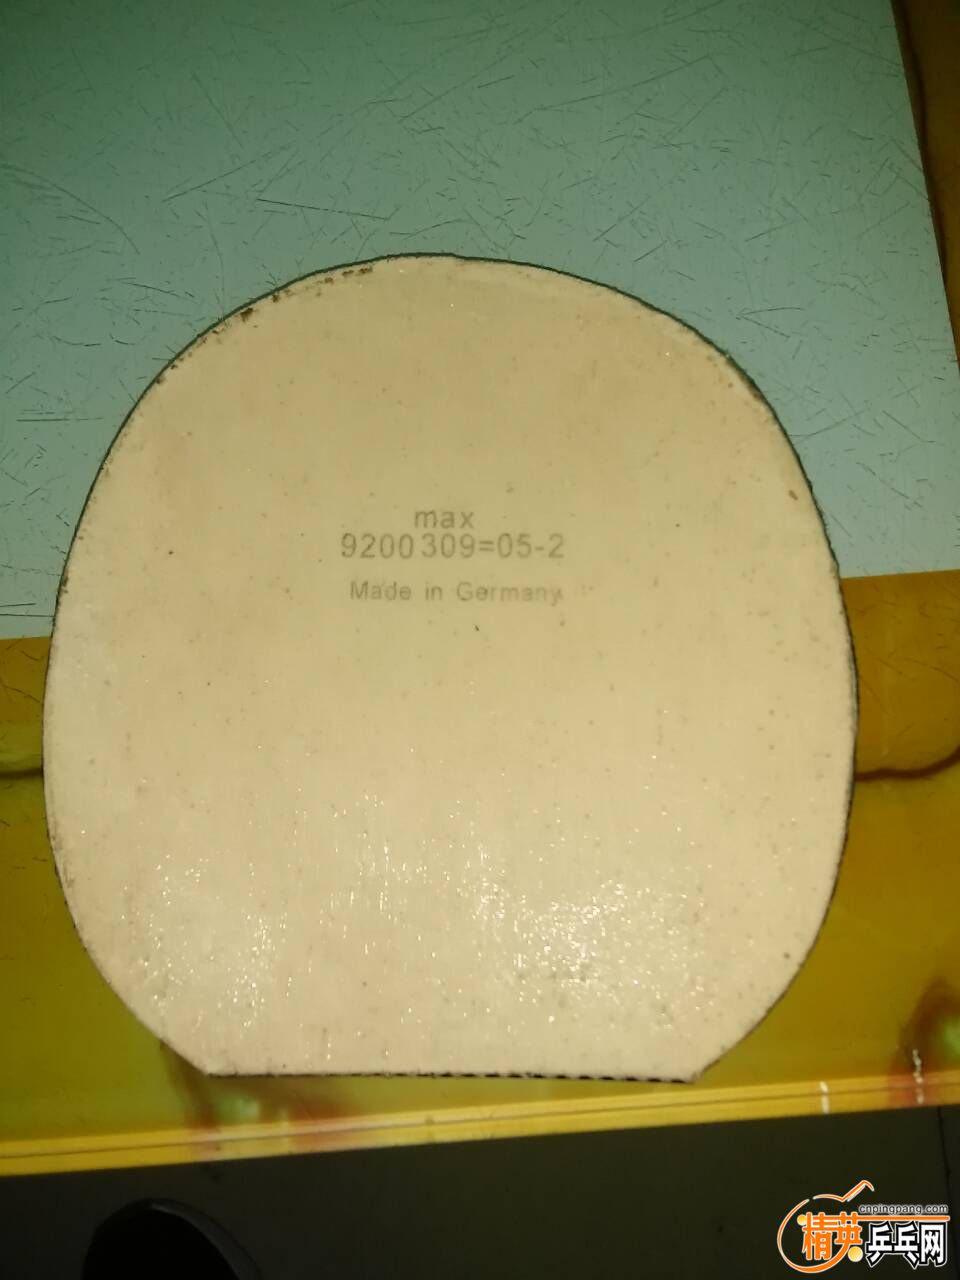 max
9200309=05-2
Made in Germany
cnpingpang.com
精英乒乓网